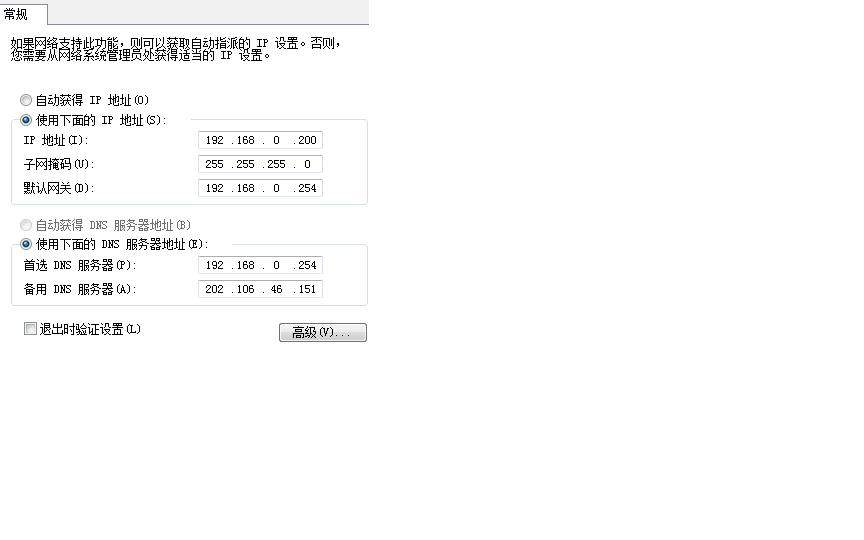 常规
如果网络支持此功能，则可以获取自动指派的 IP 设置。否则，
您需要从网络系统管理员处获得适当的 IP 设置。
自动获得 IP 地址(O)
使用下面的 IP 地址(S):
IP 地址(I): 192 .168 . 0 .200
子网掩码(U): 255 .255 .255 . 0
默认网关(D): 192 .168 . 0 .254
自动获得 DNS 服务器地址(B)
使用下面的 DNS 服务器地址(E):
首选 DNS 服务器(P): 192 .168 . 0 .254
备用 DNS 服务器(A): 202 .106 . 46 .151
退出时验证设置(L) 高级(V)...